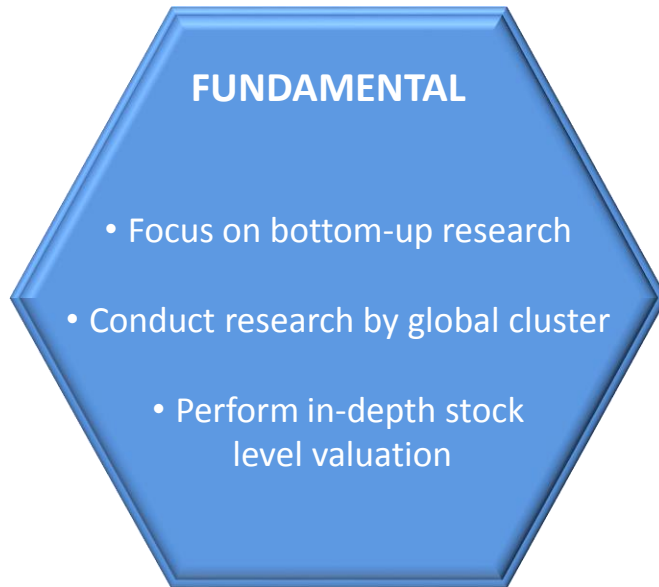 FUNDAMENTAL
• Focus on bottom-up research
• Conduct research by global cluster
• Perform in-depth stock
level valuation